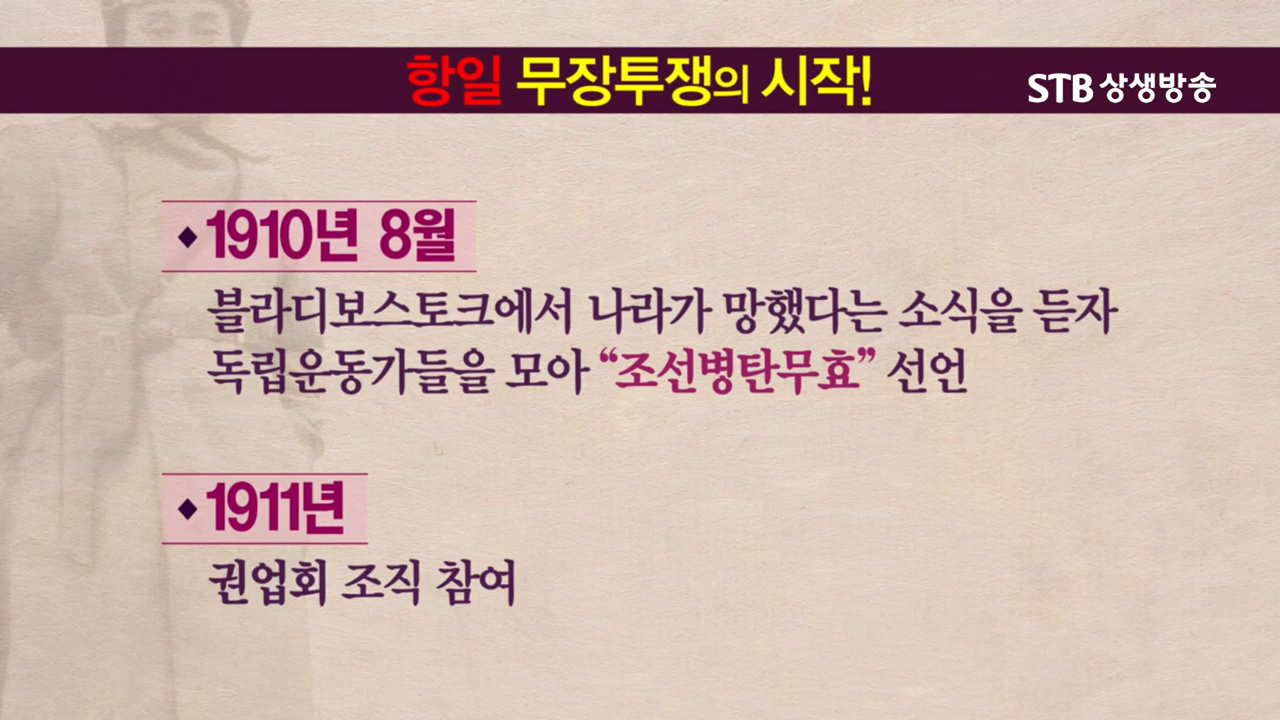 항일 무장투쟁의 시작!
STB 상생방송
◆ 1910년 8월
블라디보스토크에서 나라가 망했다는 소식을 듣자
독립운동가들을 모아 “조선병탄무효” 선언
◆ 1911년
권업회 조직 참여